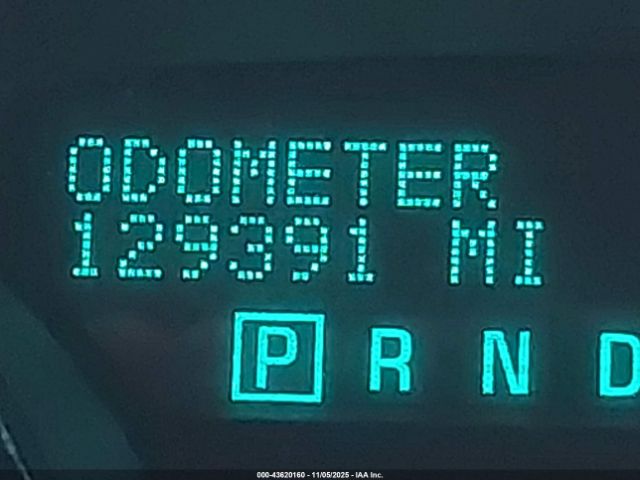 ODOMETER
129391 MI
P R N D
000-43620160 - 11/05/2025 - IAA Inc.